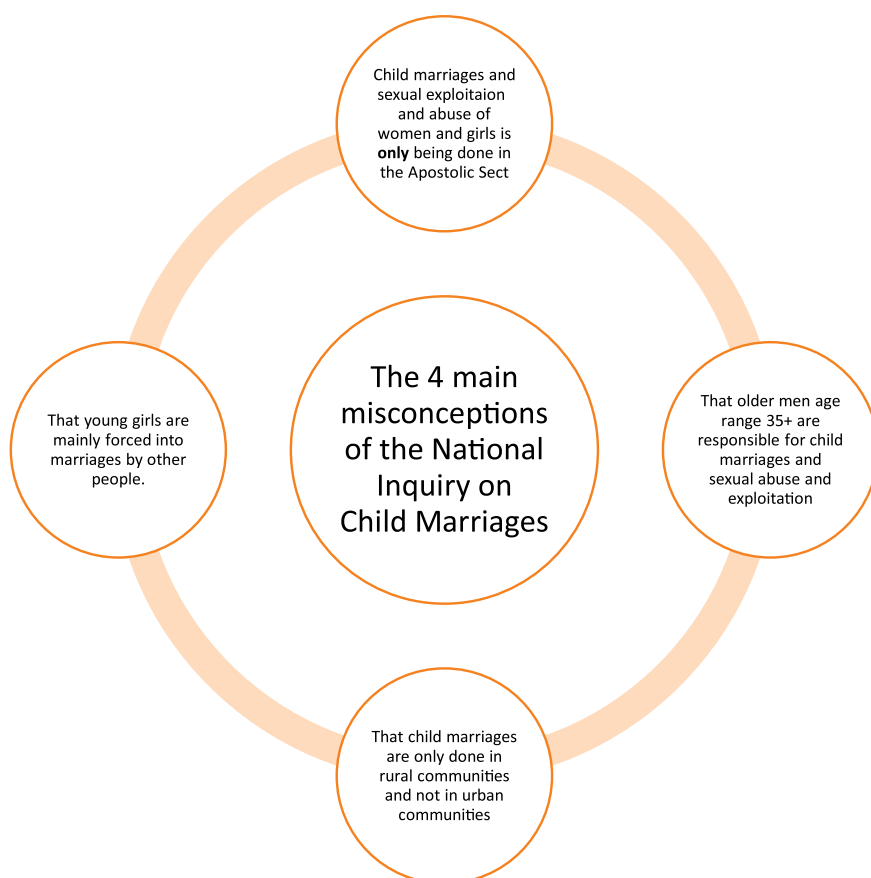 Child marriages and
sexual exploitaion
and abuse of
women and girls is
only being done in
the Apostolic Sect
The 4 main
misconceptions
of the National
Inquiry on
Child Marriages
That older men age
range 35+ are
responsible for child
marriages and
sexual abuse and
exploitation
That child marriages
are only done in
rural communities
and not in urban
communities
That young girls are
mainly forced into
marriages by other
people.